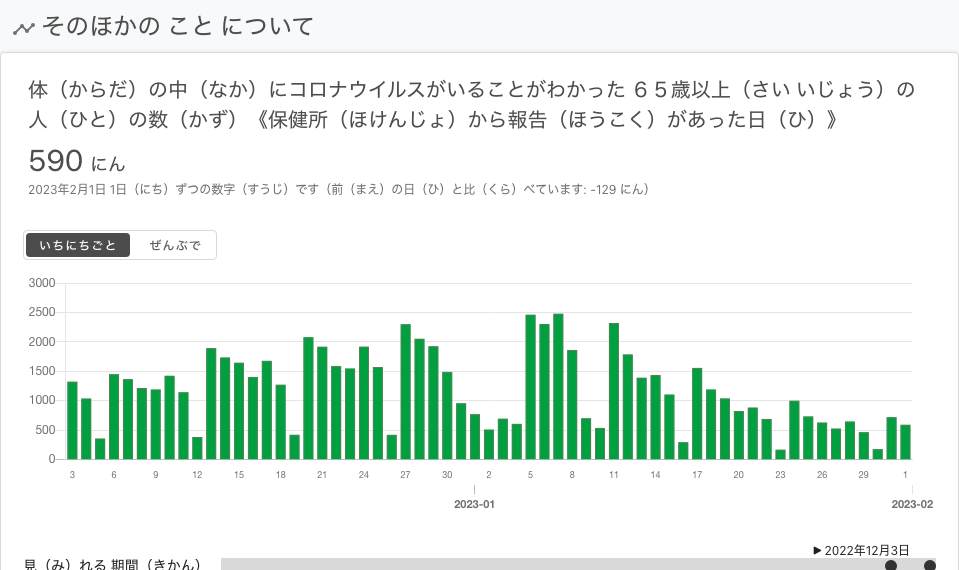 そのほかの こと について
体（からだ）の中（なか）にコロナウイルスがいることがわかった ６５歳以上（さい いじょう）の
人（ひと）の数（かず）《保健所（ほけんじょ）から報告（ほうこく）があった日（ひ）》
590 にん
2023年2月1日 1日（にち）ずつの数字（すうじ）です（前（まえ）の日（ひ）と比（くら）べています: -129 にん）
いちにちごと ぜんぶで
3000
2500
2000
1500
1000
500
0
3 6 9 12 15 18 21 24 27 30 2 5 8 11 14 17 20 23 26 29 1
2023-01 2023-02
▶ 2022年12月3日
見（み）れる 期間（きかん）